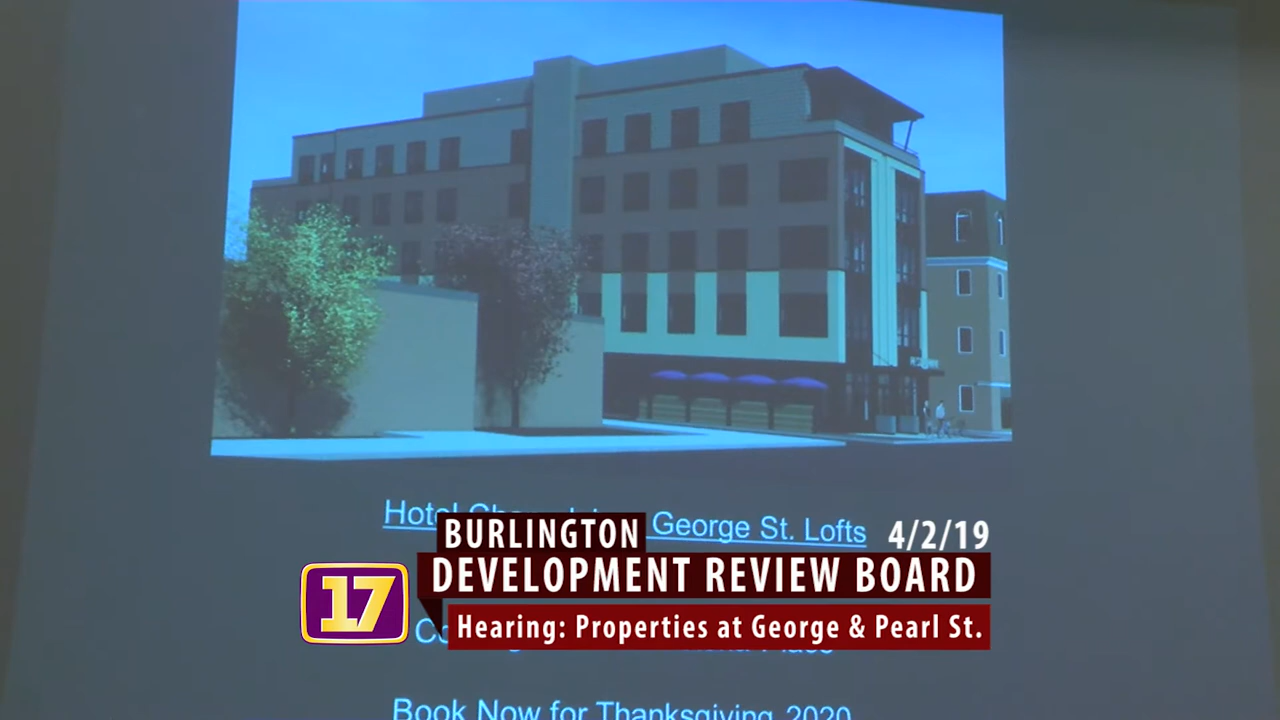 Hotel George St. Lofts
BURLINGTON
4/2/19
17
DEVELOPMENT REVIEW BOARD
Hearing: Properties at George & Pearl St.
Book Now for Thanksgiving 2020